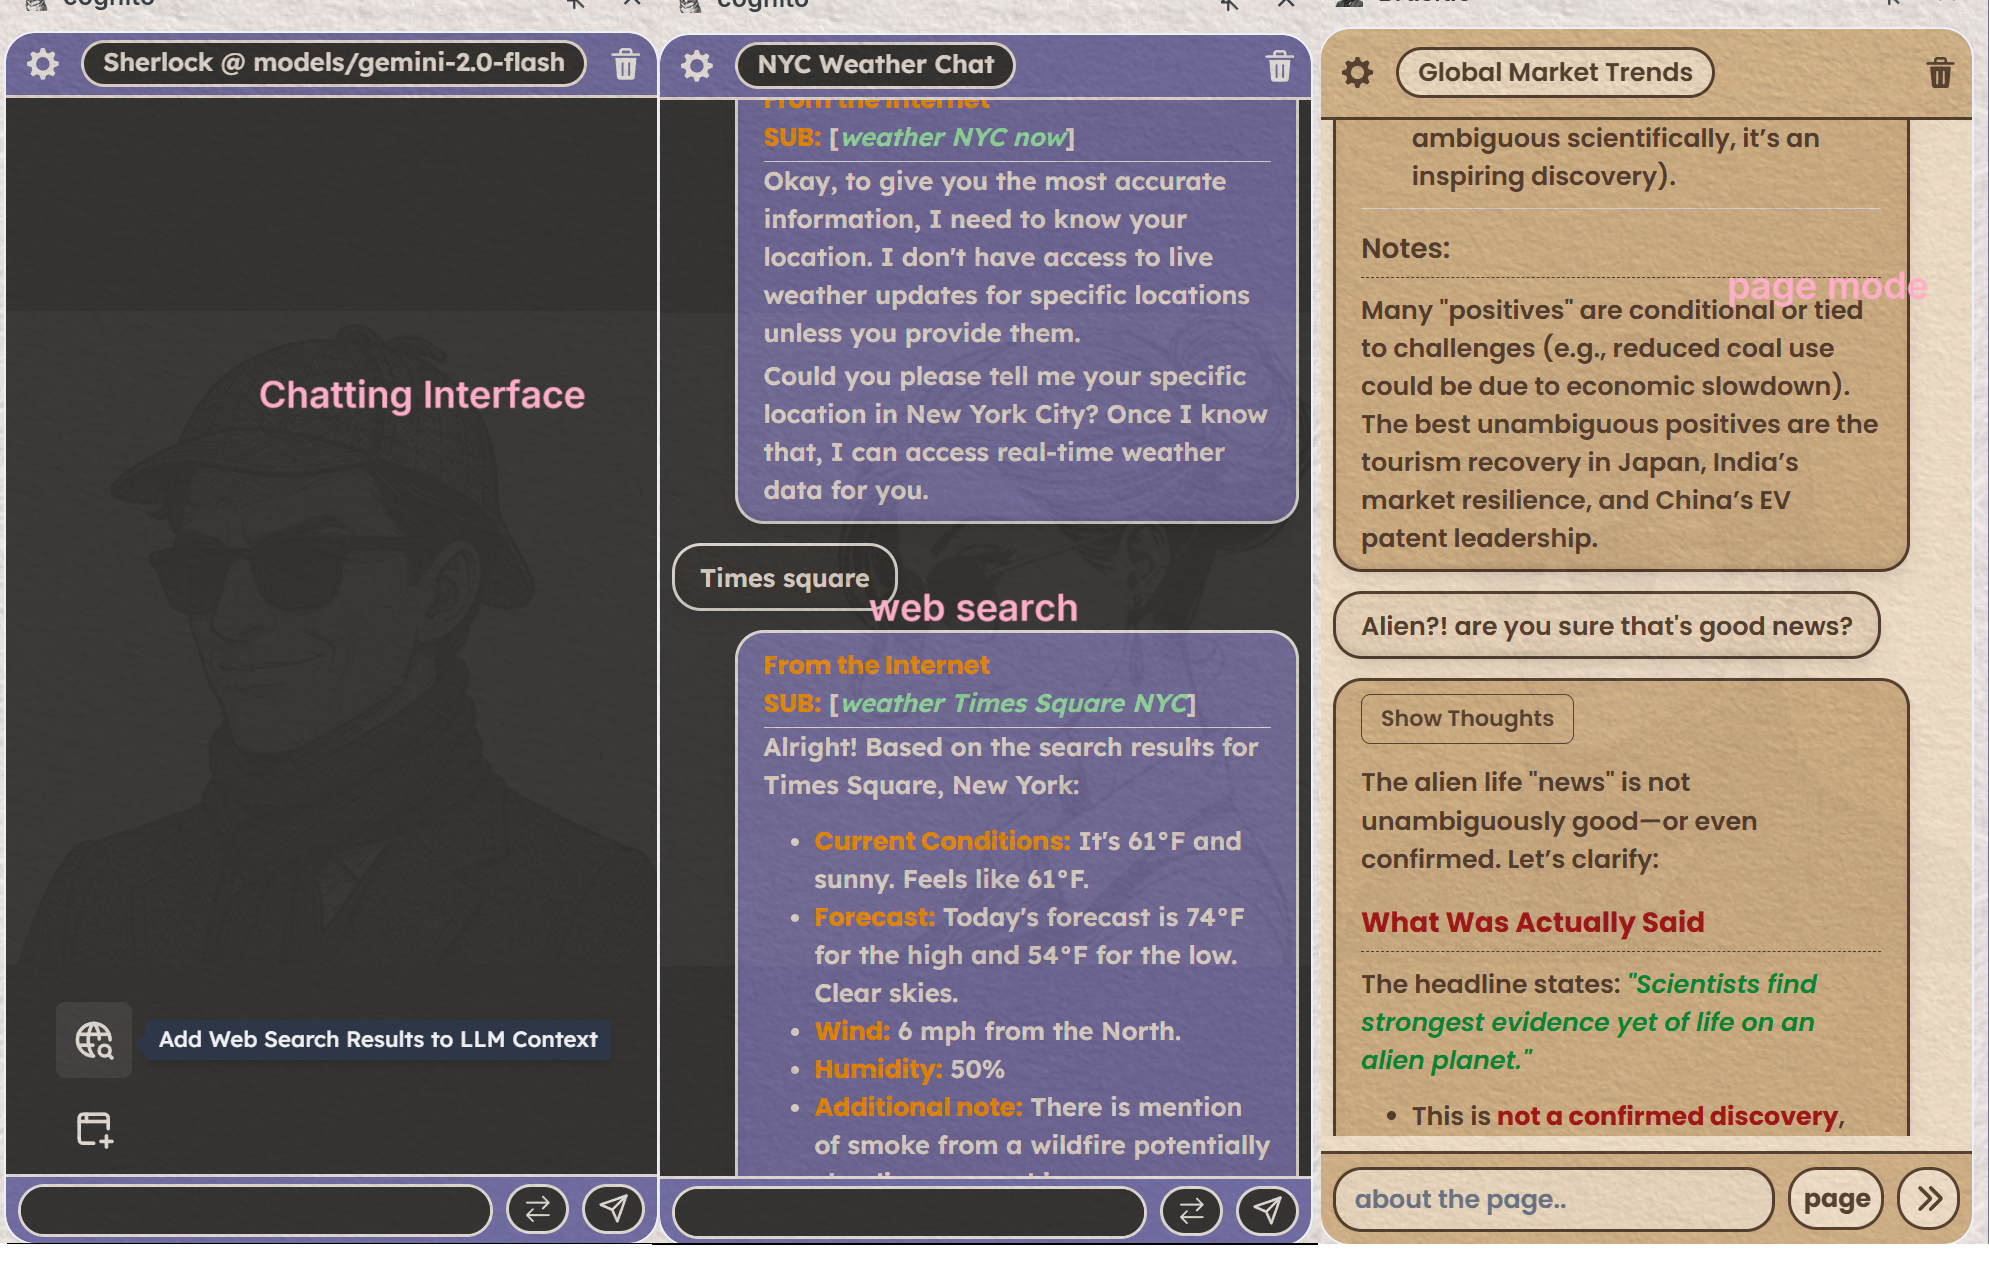 cognito
Sherlock @ models/gemini-2.0-flash
Chatting Interface
Add Web Search Results to LLM Context
cognito
NYC Weather Chat
From the Internet
SUB: [weather NYC now]
Okay, to give you the most accurate
information, I need to know your
location. I don't have access to live
weather updates for specific locations
unless you provide them.
Could you please tell me your specific
location in New York City? Once I know
that, I can access real-time weather
data for you.
Times square
web search
From the Internet
SUB: [weather Times Square NYC]
Alright! Based on the search results for
Times Square, New York:
• Current Conditions: It's 61°F and
sunny. Feels like 61°F.
• Forecast: Today's forecast is 74°F
for the high and 54°F for the low.
Clear skies.
• Wind: 6 mph from the North.
• Humidity: 50%
• Additional note: There is mention
of smoke from a wildfire potentially
Global Market Trends
ambiguous scientifically, it’s an
inspiring discovery).
Notes:
page mode
Many "positives" are conditional or tied
to challenges (e.g., reduced coal use
could be due to economic slowdown).
The best unambiguous positives are the
tourism recovery in Japan, India’s
market resilience, and China’s EV
patent leadership.
Alien?! are you sure that's good news?
Show Thoughts
The alien life "news" is not
unambiguously good—or even
confirmed. Let’s clarify:
What Was Actually Said
The headline states: "Scientists find
strongest evidence yet of life on an
alien planet."
• This is not a confirmed discovery,
about the page..
page